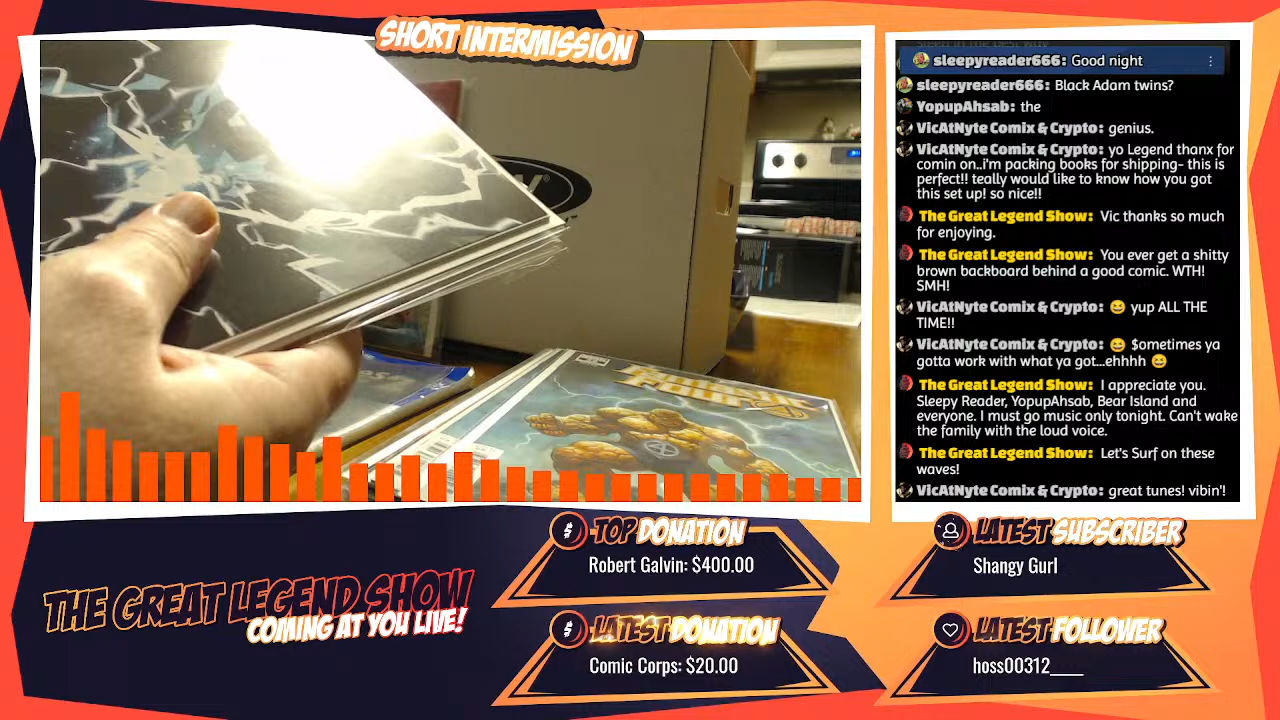 SHORT INTERMISSION
sleepyreader666: Good night
sleepyreader666: Black Adam twins?
YopupAhsab: the
VicAtNyte Comix & Crypto: genius.
VicAtNyte Comix & Crypto: yo Legend thanx for
comin on..i'm packing books for shipping- this is
perfect!! teally would like to know how you got
this set up! so nice!!
The Great Legend Show: Vic thanks so much
for enjoying.
The Great Legend Show: You ever get a shitty
brown backboard behind a good comic. WTH!
SMH!
VicAtNyte Comix & Crypto: 😆 yup ALL THE
TIME!!
VicAtNyte Comix & Crypto: 😆 $ometimes ya
gotta work with what ya got...ehhhh 😆
The Great Legend Show: I appreciate you.
Sleepy Reader, YopupAhsab, Bear Island and
everyone. I must go music only tonight. Can't wake
the family with the loud voice.
The Great Legend Show: Let's Surf on these
waves!
VicAtNyte Comix & Crypto: great tunes! vibin'!
THE GREAT LEGEND SHOW
COMING AT YOU LIVE!
TOP DONATION
Robert Galvin: $400.00
LATEST DONATION
Comic Corps: $20.00
LATEST SUBSCRIBER
Shangy Gurl
LATEST FOLLOWER
hoss00312____